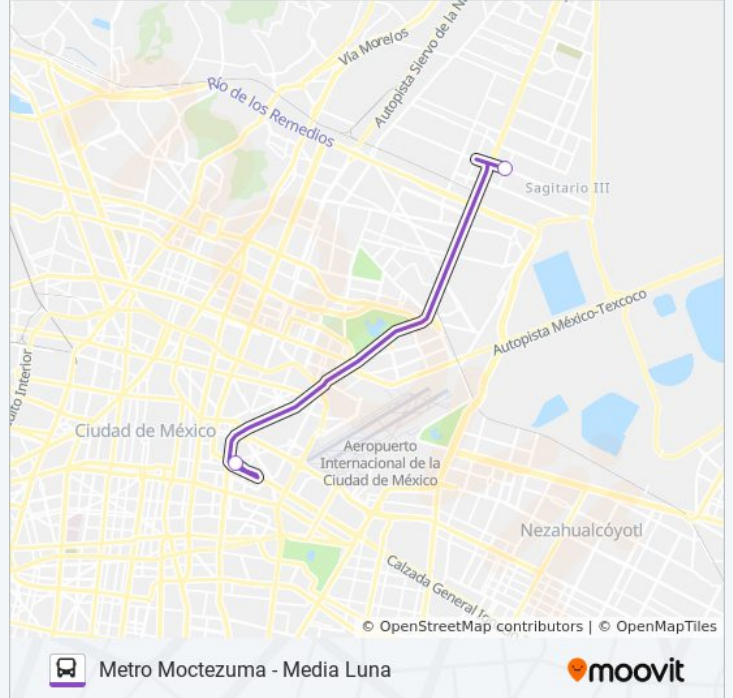 Vía Morelos
Autopista Siervo de la N
Río de los Remedios
Sagitario III
Autopista México-Texcoco
uito Interior
Ciudad de México
Aeropuerto
Internacional de la
Ciudad de México
Nezahualcóyotl
Calzada General I
© OpenStreetMap contributors | © OpenMapTiles
Metro Moctezuma - Media Luna
moovit